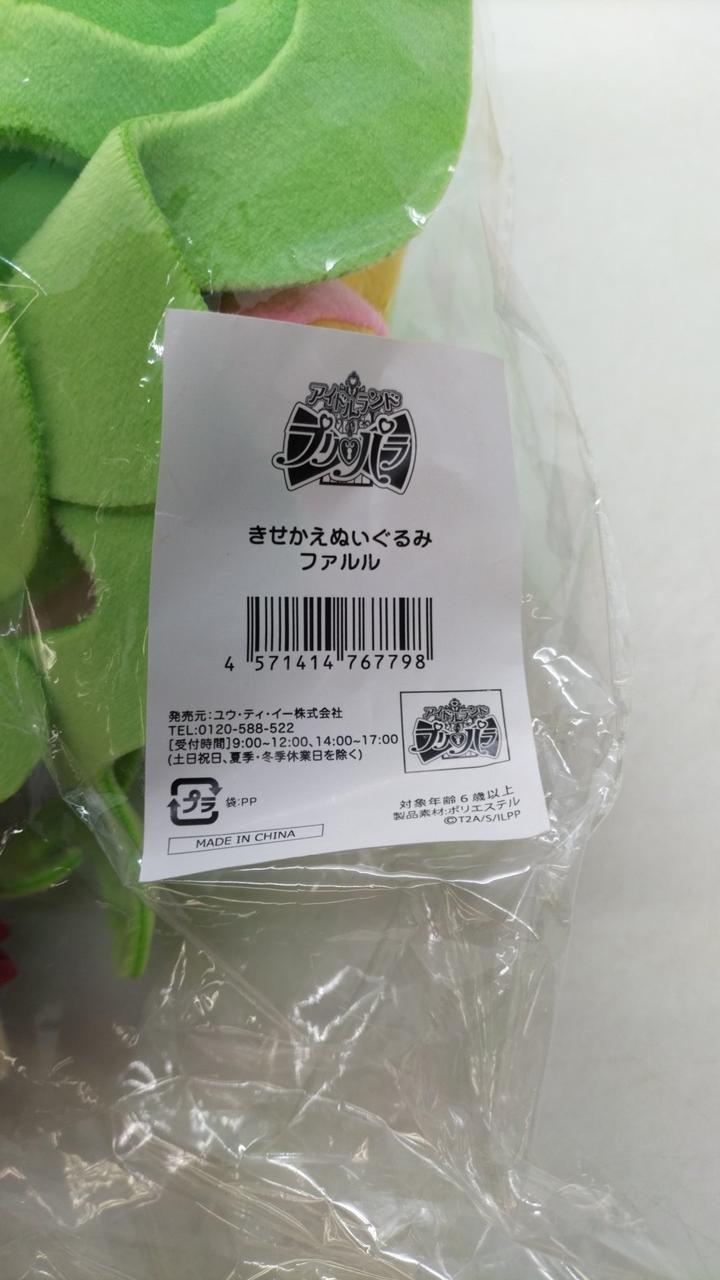 アイドルランド
プリパラ
きせかえぬいぐるみ
ファルル
4 571414 767798
発売元:ユウ・ティ・イー株式会社
TEL:0120-588-522
[受付時間]9:00~12:00、14:00~17:00
(土日祝日、夏季・冬季休業日を除く)
アイドルランド
プリパラ
プラ 袋:PP
MADE IN CHINA
対象年齢6歳以上
製品素材:ポリエステル
©T2A/S/ILPP